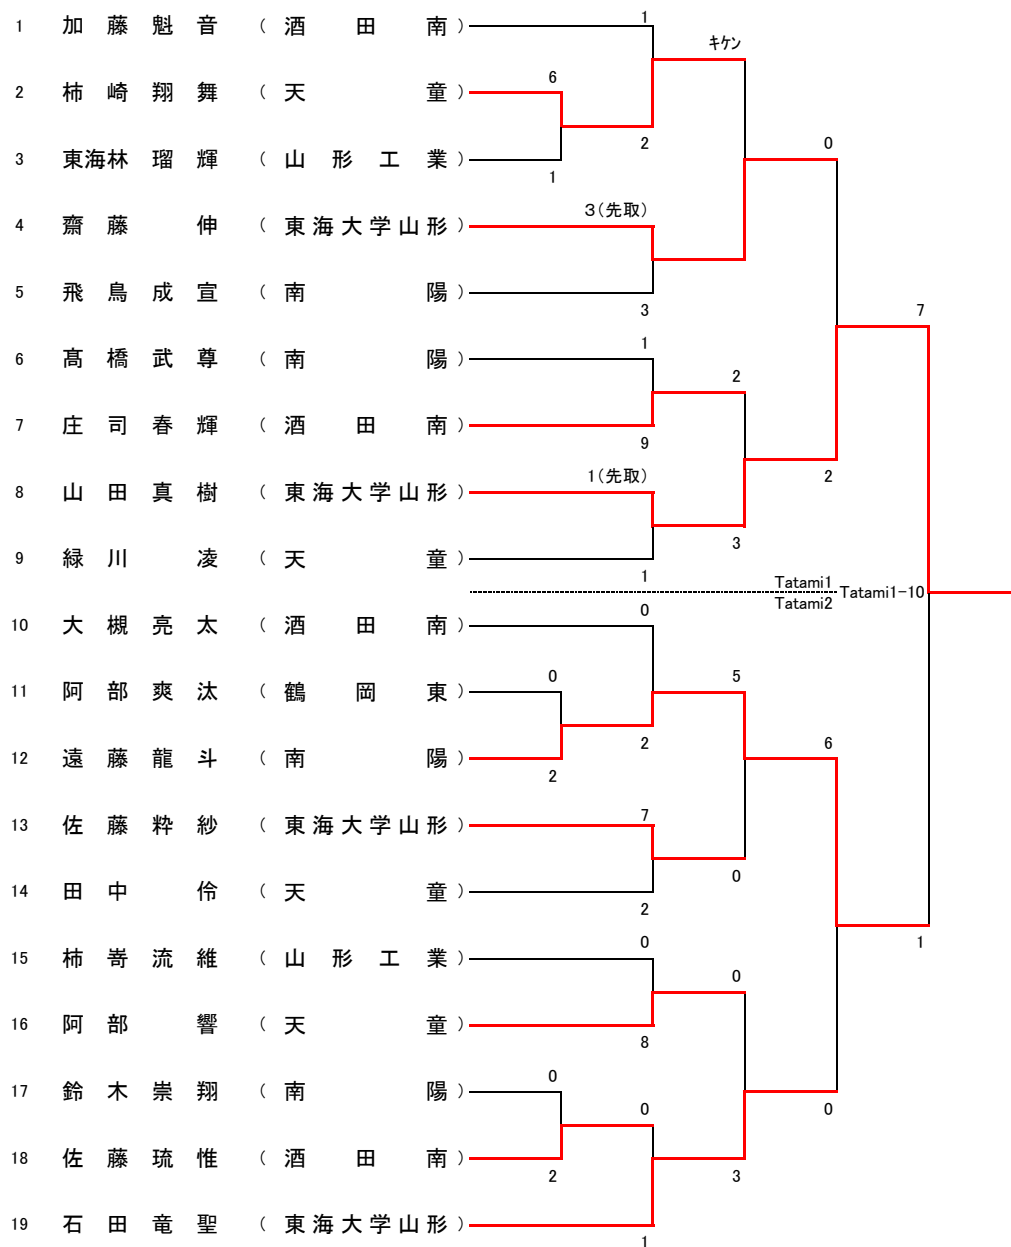 1 加藤魁音 (酒田南) 1
キケン
2 柿崎翔舞 (天童) 6
2
0
3 東海林瑠輝 (山形工業) 1
4 齋藤伸 (東海大学山形) 3(先取)
5 飛鳥成宣 (南陽) 3
7
6 髙橋武尊 (南陽) 1
2
7 庄司春輝 (酒田南) 9
8 山田真樹 (東海大学山形) 1(先取)
2
3
9 緑川凌 (天童) 1
Tatami1
Tatami1-10
Tatami2
10 大槻亮太 (酒田南) 0
11 阿部爽汰 (鶴岡東) 0
5
2
6
12 遠藤龍斗 (南陽) 2
13 佐藤粋紗 (東海大学山形) 7
0
14 田中伶 (天童) 2
15 柿嵜流維 (山形工業) 0
1
0
16 阿部響 (天童) 8
17 鈴木崇翔 (南陽) 0
0
0
18 佐藤琉惟 (酒田南) 2
3
19 石田竜聖 (東海大学山形) 1